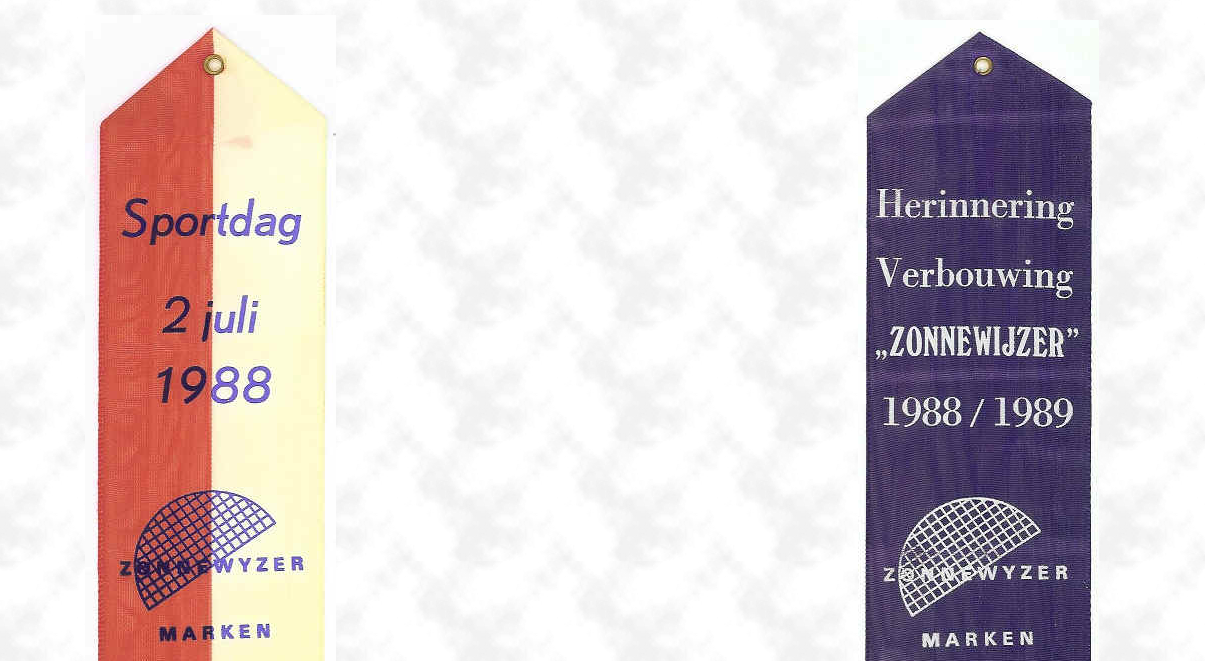 Sportdag
2 juli
1988
ZONNEWYZER
MARKEN
Herinnering
Verbouwing
„ZONNEWIJZER”
1988 / 1989
ZONNEWYZER
MARKEN